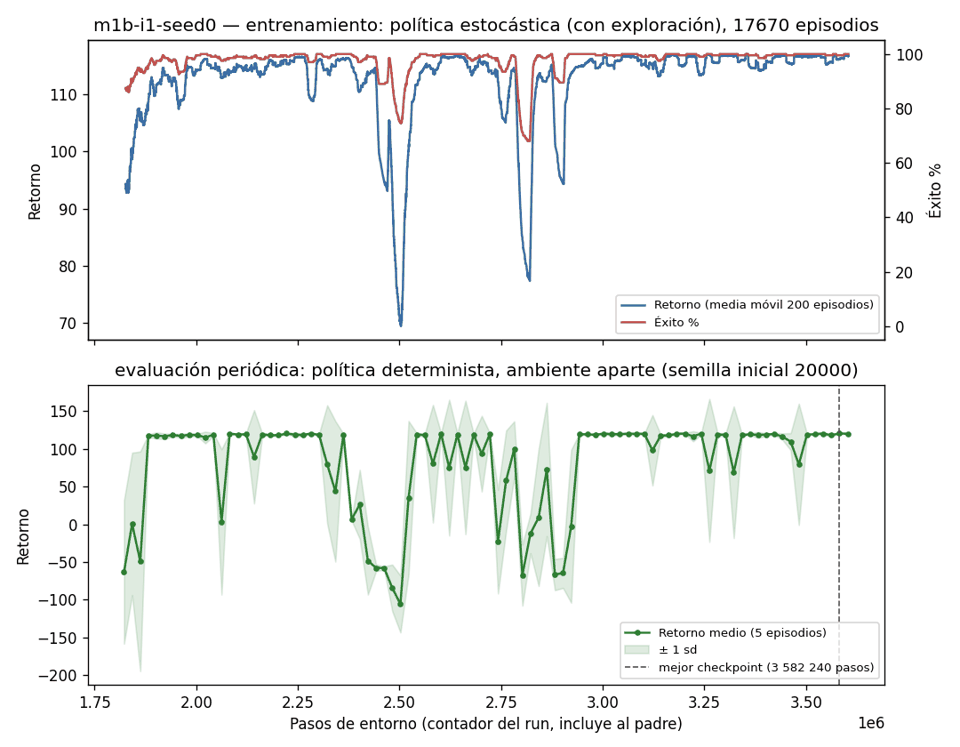 m1b-i1-seed0 — entrenamiento: política estocástica (con exploración), 17670 episodios
110
100
90
80
70
Retorno
100
80
60
40
20
0
Éxito %
Retorno (media móvil 200 episodios)
Éxito %
evaluación periódica: política determinista, ambiente aparte (semilla inicial 20000)
150
100
50
0
−50
−100
−150
−200
Retorno
Retorno medio (5 episodios)
± 1 sd
mejor checkpoint (3 582 240 pasos)
1.75 2.00 2.25 2.50 2.75 3.00 3.25 3.50
1e6
Pasos de entorno (contador del run, incluye al padre)